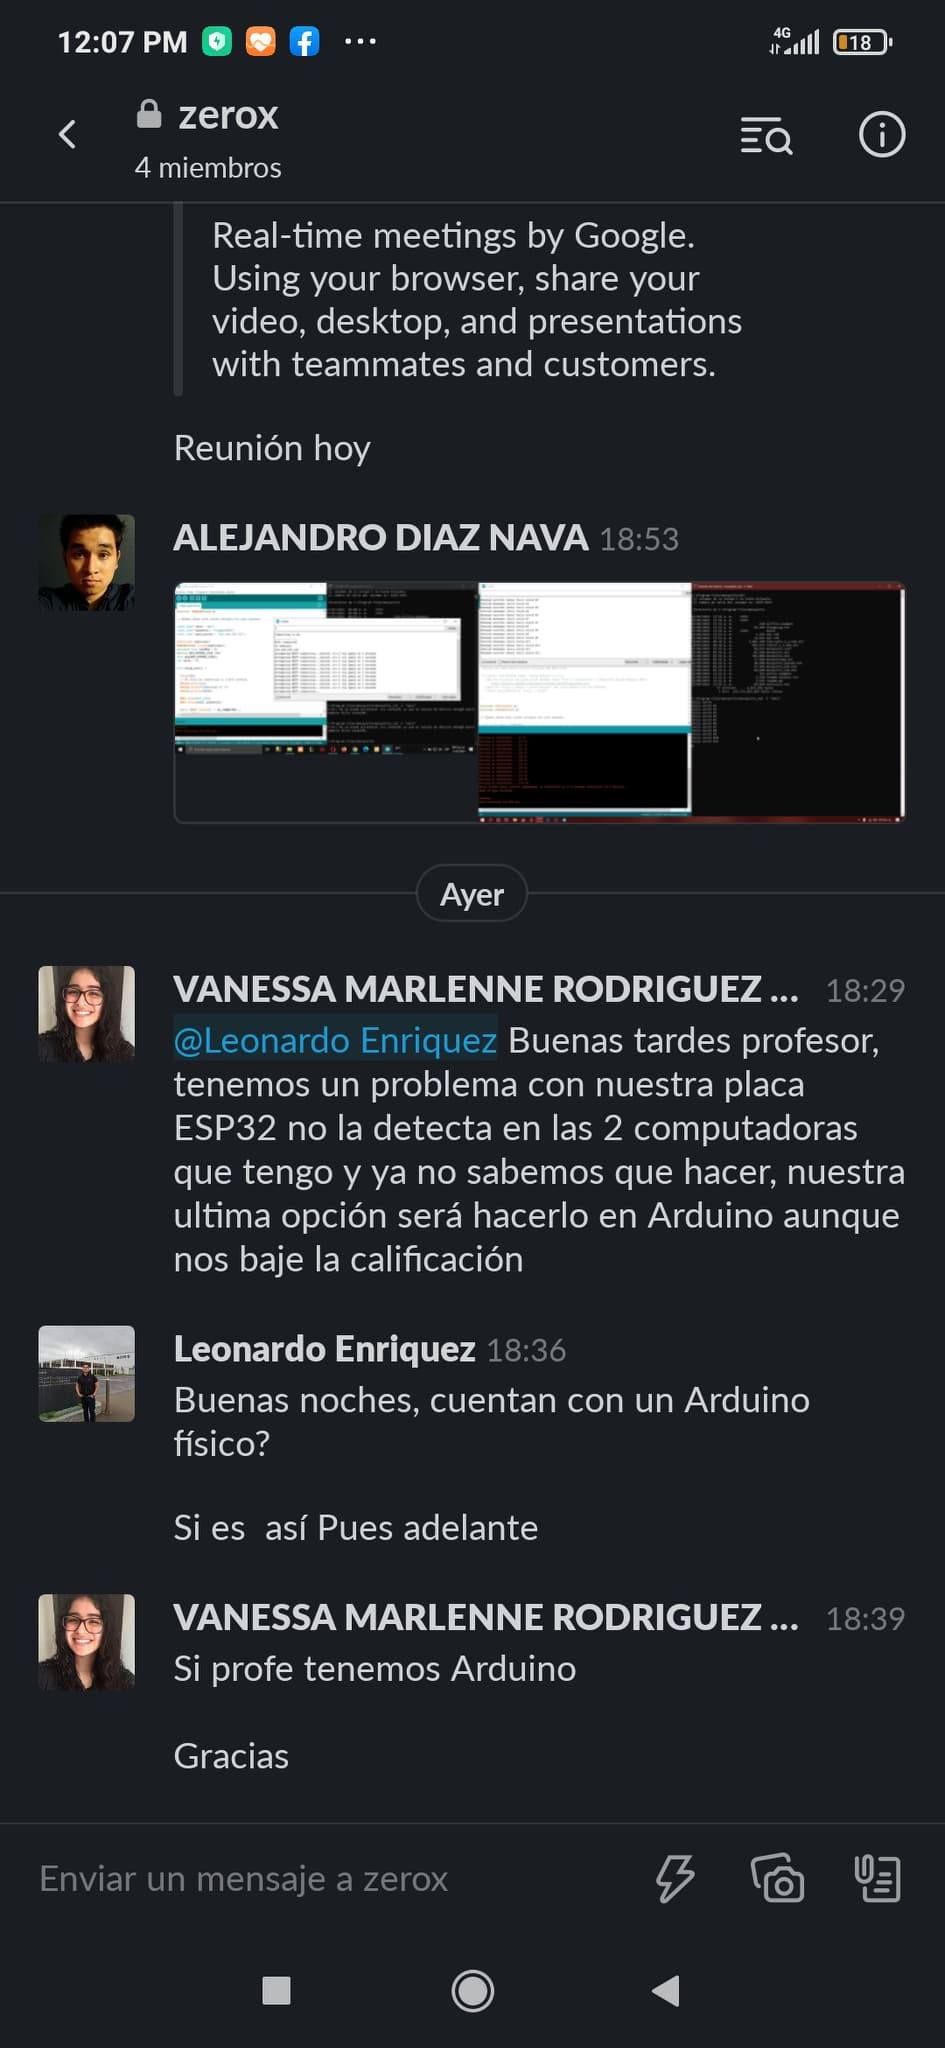 12:07 PM
4G
18
zerox
4 miembros
Real-time meetings by Google.
Using your browser, share your
video, desktop, and presentations
with teammates and customers.
Reunión hoy
ALEJANDRO DIAZ NAVA 18:53
Ayer
VANESSA MARLENNE RODRIGUEZ ... 18:29
@Leonardo Enriquez Buenas tardes profesor,
tenemos un problema con nuestra placa
ESP32 no la detecta en las 2 computadoras
que tengo y ya no sabemos que hacer, nuestra
ultima opción será hacerlo en Arduino aunque
nos baje la calificación
Leonardo Enriquez 18:36
Buenas noches, cuentan con un Arduino
físico?
Si es  así Pues adelante
VANESSA MARLENNE RODRIGUEZ ... 18:39
Si profe tenemos Arduino
Gracias
Enviar un mensaje a zerox